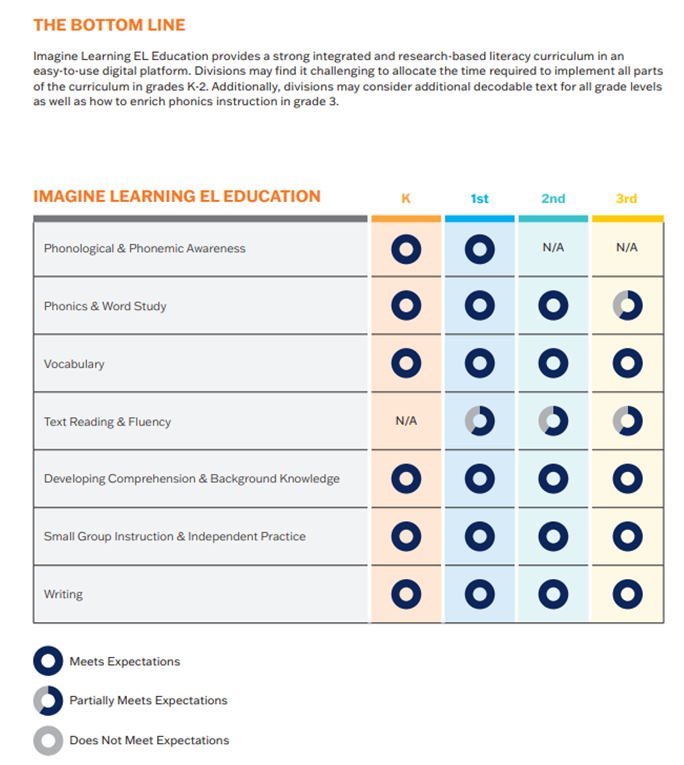 THE BOTTOM LINE
Imagine Learning EL Education provides a strong integrated and research-based literacy curriculum in an
easy-to-use digital platform. Divisions may find it challenging to allocate the time required to implement all parts
of the curriculum in grades K-2. Additionally, divisions may consider additional decodable text for all grade levels
as well as how to enrich phonics instruction in grade 3.
IMAGINE LEARNING EL EDUCATION K 1st 2nd 3rd
Phonological & Phonemic Awareness N/A N/A
Phonics & Word Study
Vocabulary
Text Reading & Fluency N/A
Developing Comprehension & Background Knowledge
Small Group Instruction & Independent Practice
Writing
Meets Expectations
Partially Meets Expectations
Does Not Meet Expectations